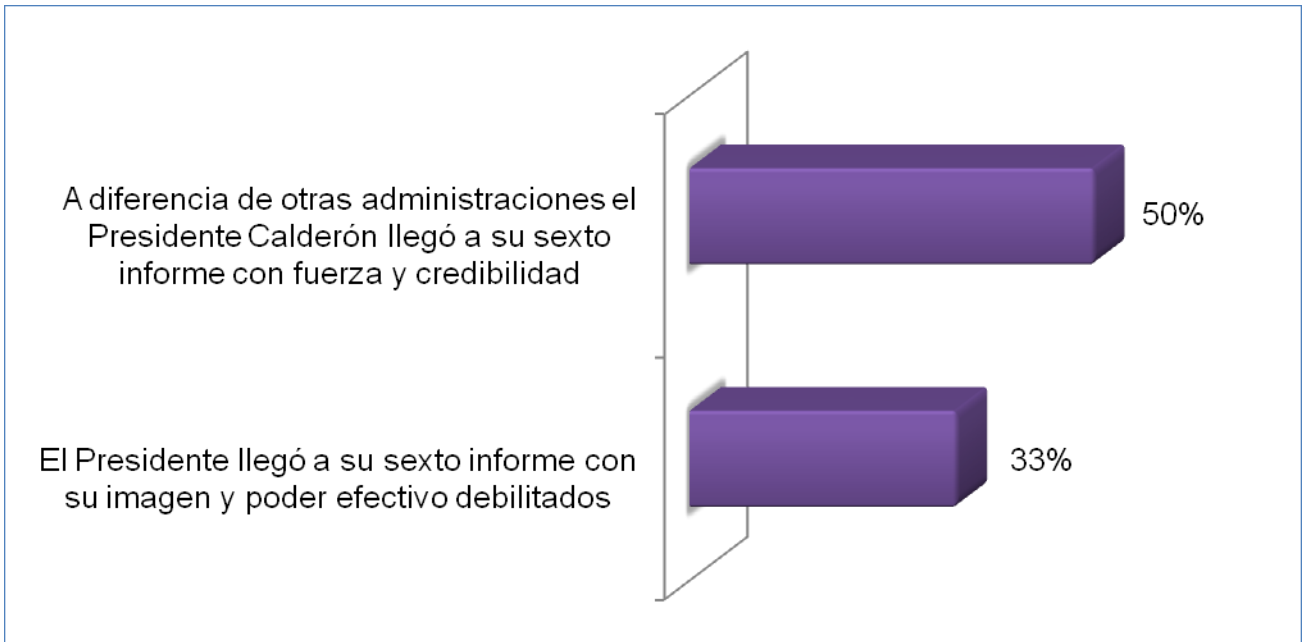 A diferencia de otras administraciones el
Presidente Calderón llegó a su sexto
informe con fuerza y credibilidad
50%
El Presidente llegó a su sexto informe con
su imagen y poder efectivo debilitados
33%